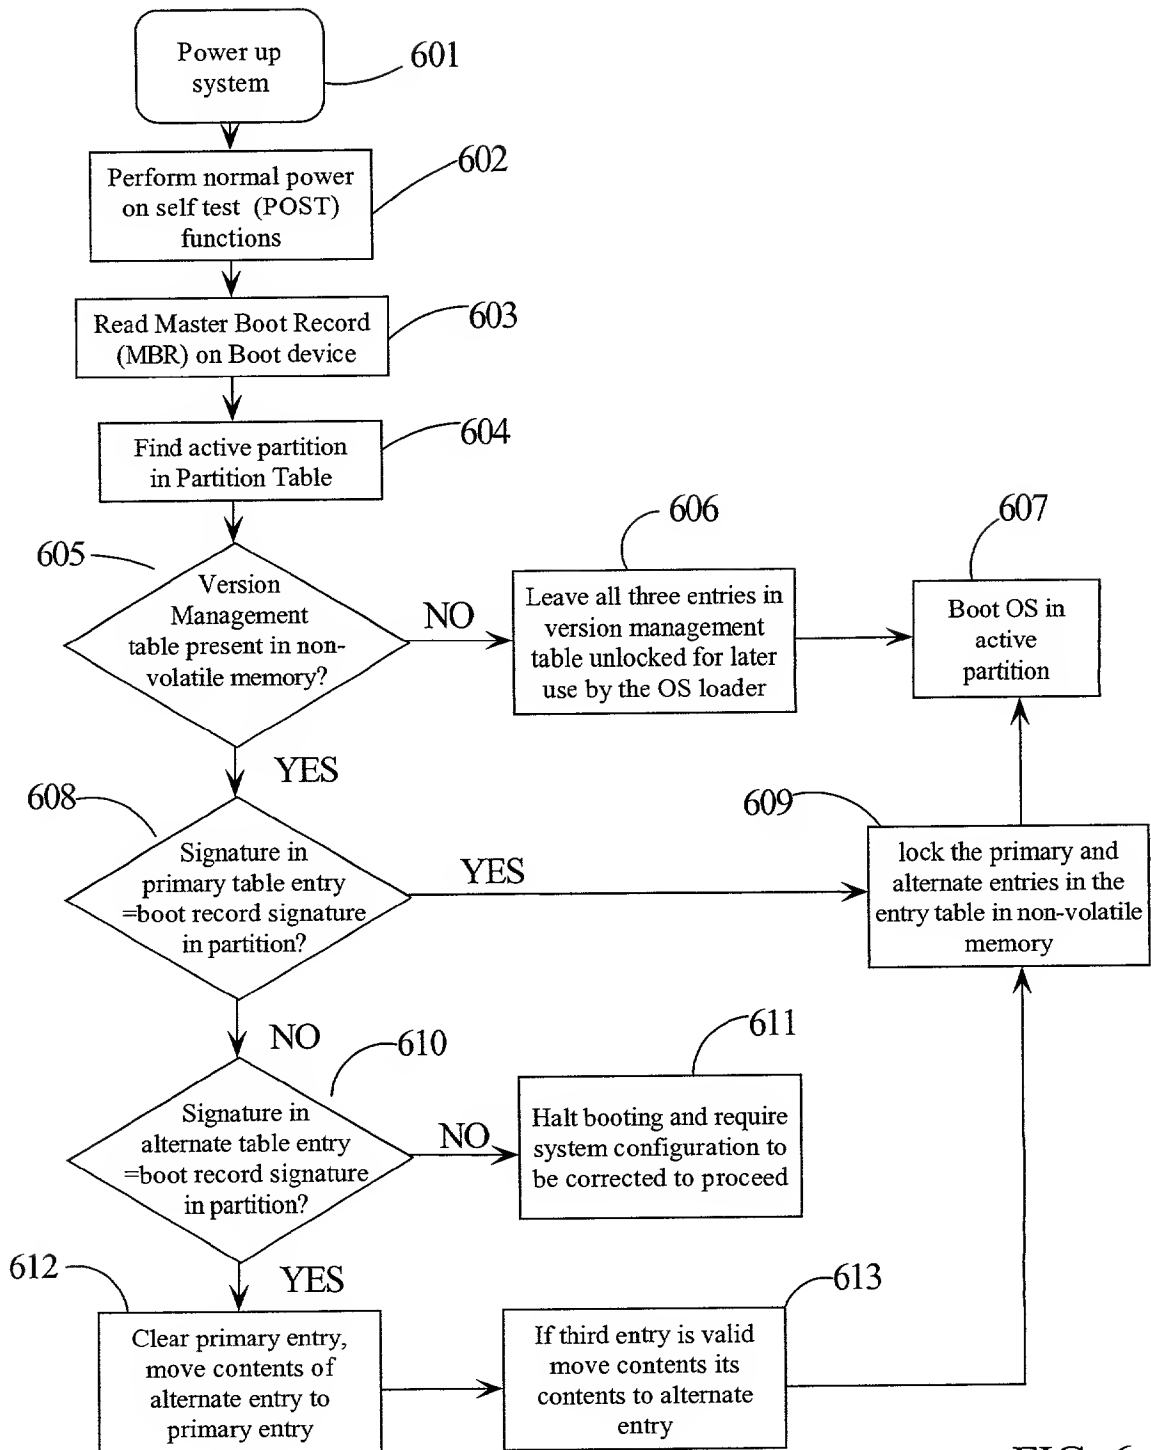 Power up
system
601
Perform normal power
on self test (POST)
functions
602
Read Master Boot Record
(MBR) on Boot device
603
Find active partition
in Partition Table
604
605
Version
Management
table present in non-
volatile memory?
NO
606
Leave all three entries in
version management
table unlocked for later
use by the OS loader
607
Boot OS in
active
partition
YES
608
Signature in
primary table entry
=boot record signature
in partition?
YES
609
lock the primary and
alternate entries in the
entry table in non-volatile
memory
NO
610
Signature in
alternate table entry
=boot record signature
in partition?
NO
611
Halt booting and require
system configuration to
be corrected to proceed
YES
612
Clear primary entry,
move contents of
alternate entry to
primary entry
613
If third entry is valid
move contents its
contents to alternate
entry
FIG. 6